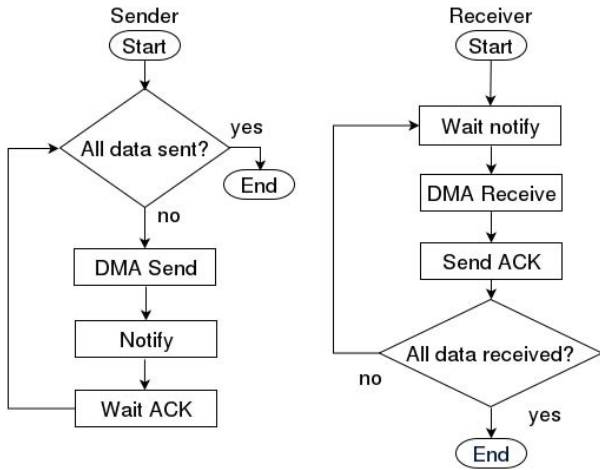 Sender
Start
All data sent?
yes
End
no
DMA Send
Notify
Wait ACK
Receiver
Start
Wait notify
DMA Receive
Send ACK
All data received?
no
yes
End